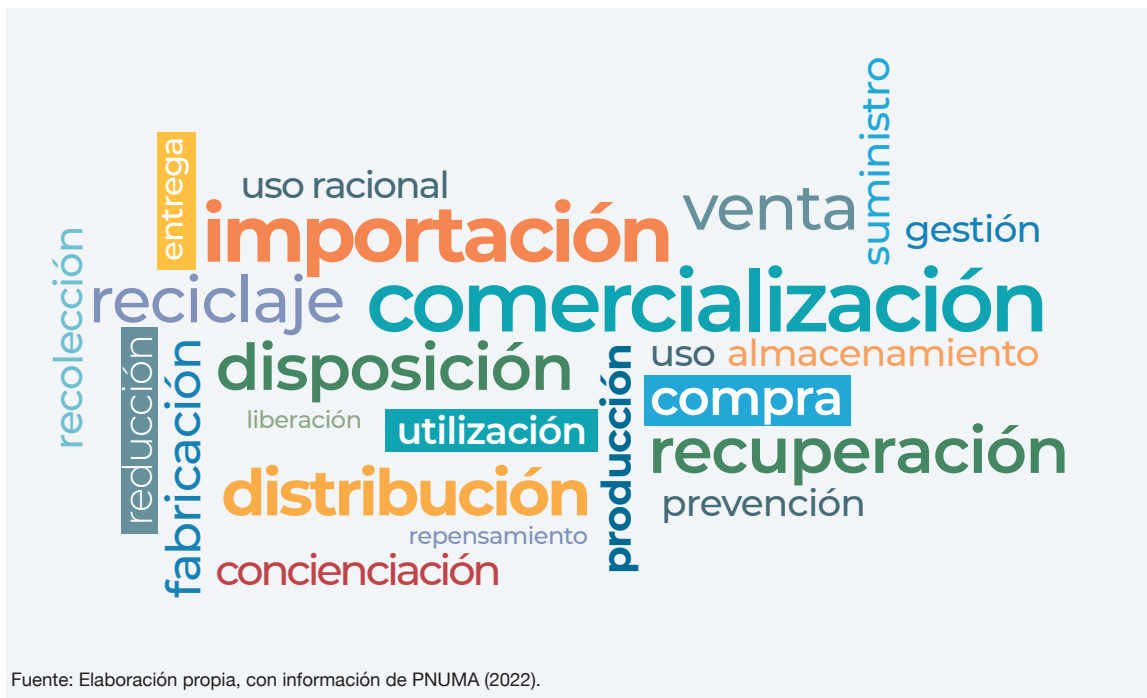 suministro
entrega
uso racional
venta
importación
gestión
recolección
reciclaje
comercialización
reducción
fabricación
disposición
producción
uso
almacenamiento
compra
liberación
utilización
recuperación
distribución
prevención
repensamiento
concienciación
Fuente: Elaboración propia, con información de PNUMA (2022).